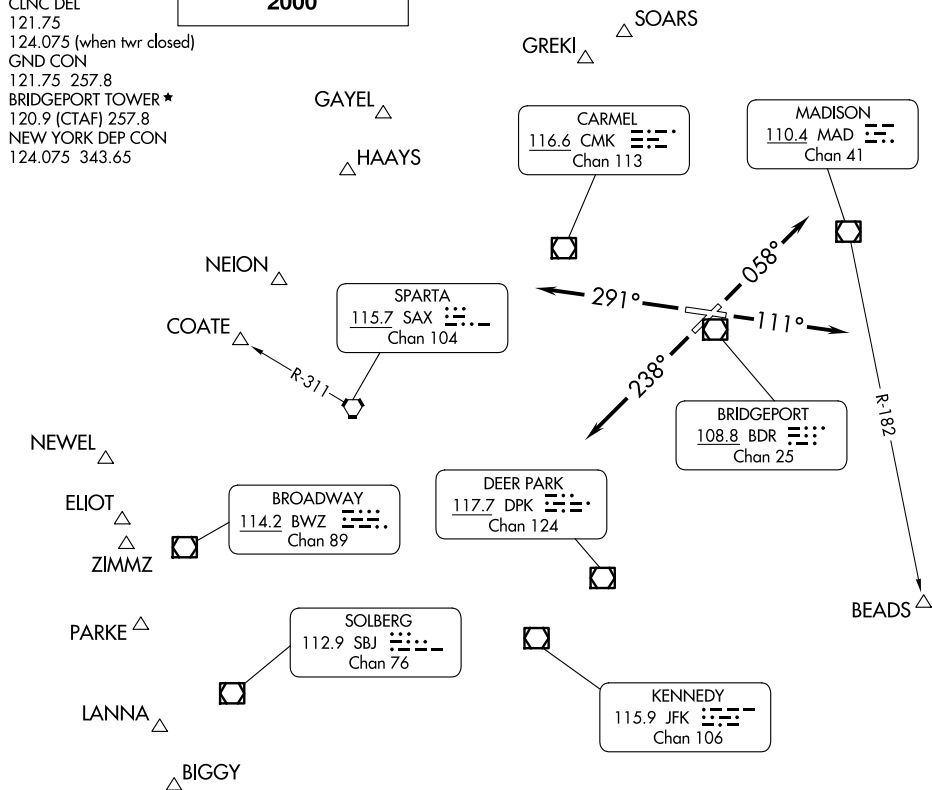 CLNC DEL
121.75
124.075 (when twr closed)
GND CON
121.75 257.8
BRIDGEPORT TOWER ★
120.9 (CTAF) 257.8
NEW YORK DEP CON
124.075 343.65
2000
SOARS
GREKI
GAYEL
HAAYS
CARMEL
116.6 CMK
Chan 113
MADISON
110.4 MAD
Chan 41
NEION
COATE
SPARTA
115.7 SAX
Chan 104
R-311
291°
058°
111°
238°
BRIDGEPORT
108.8 BDR
Chan 25
R-182
NEWEL
ELIOT
ZIMMZ
BROADWAY
114.2 BWZ
Chan 89
DEER PARK
117.7 DPK
Chan 124
BEADS
PARKE
SOLBERG
112.9 SBJ
Chan 76
LANNA
KENNEDY
115.9 JFK
Chan 106
BIGGY